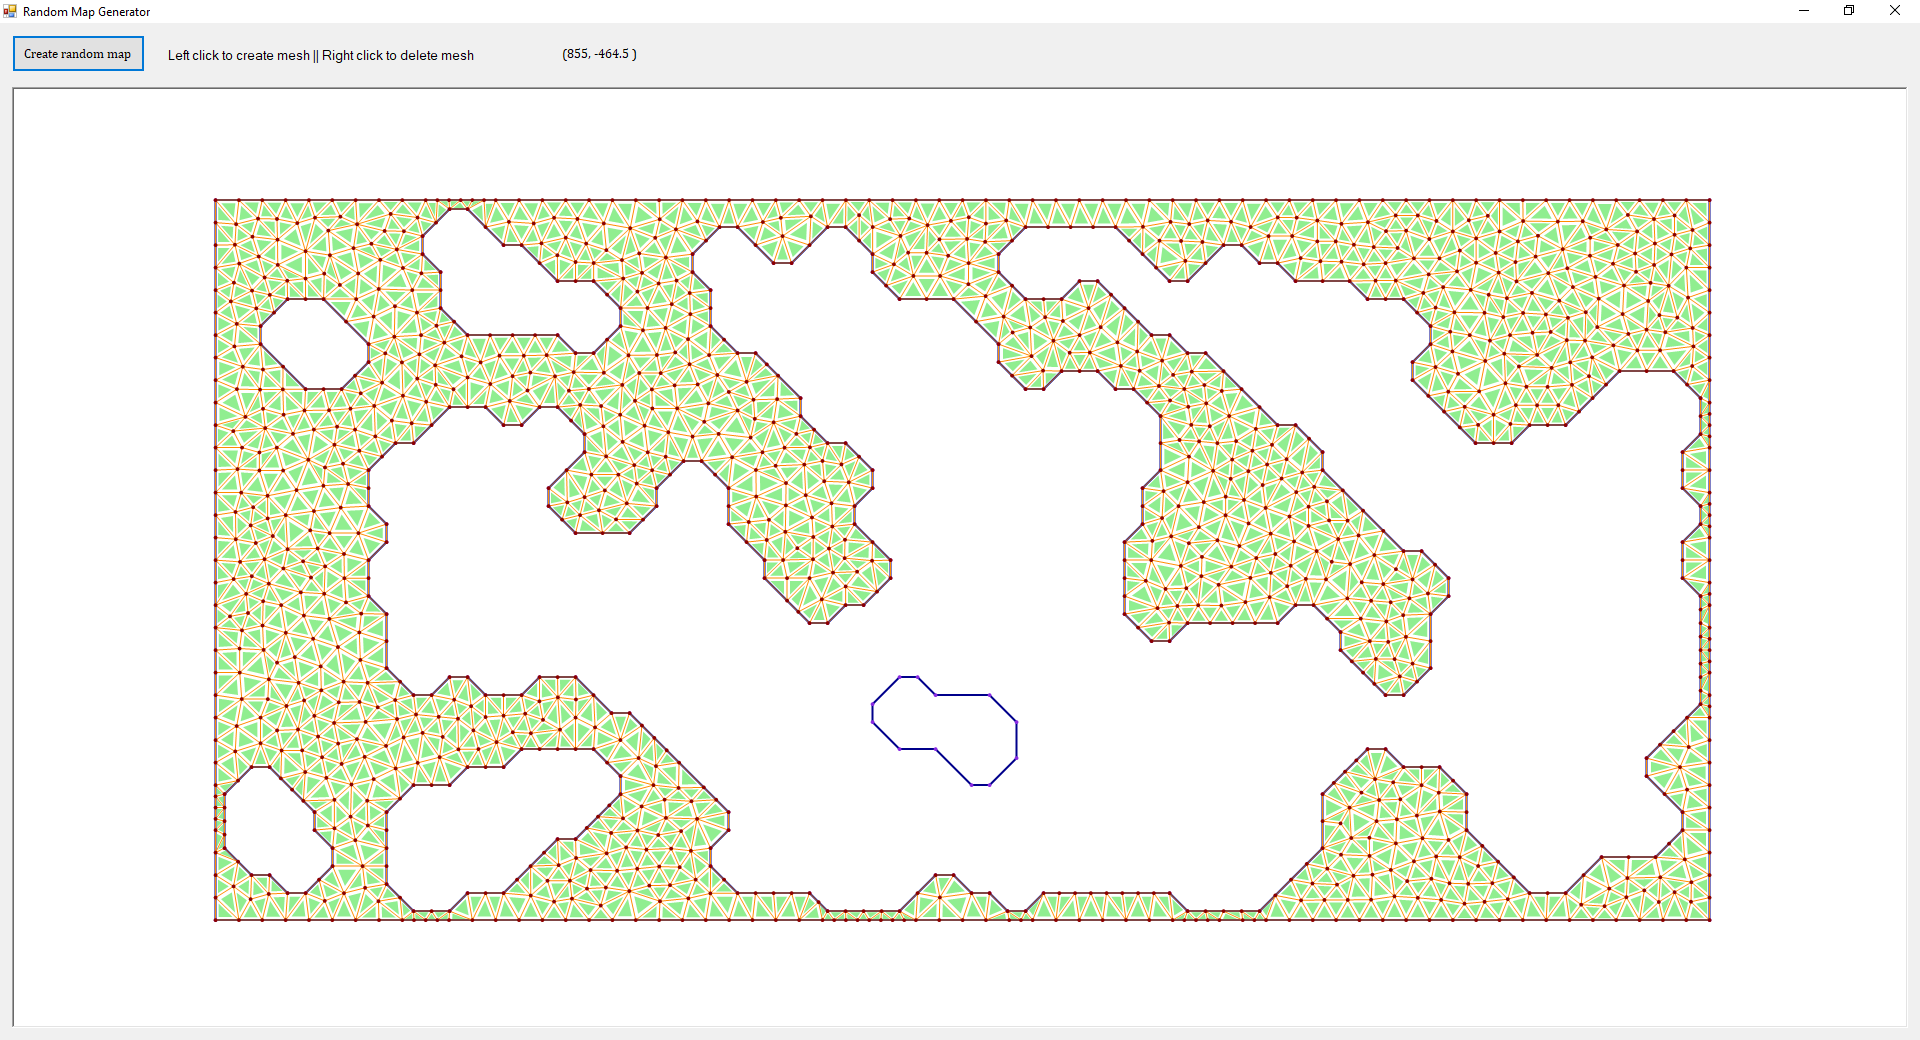 Random Map Generator
Create random map
Left click to create mesh || Right click to delete mesh
(855, -464.5 )